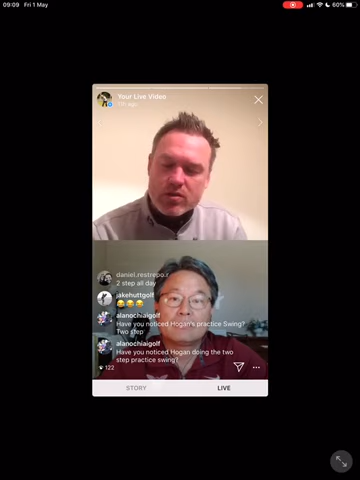 09:09 Fri 1 May
60%
Your Live Video
daniel.restrepo.r
2 step all day
jakehuttgolf
alanochiaigolf
Have you noticed Hogan's practice Swing?
Two step
alanochiaigolf
Have you noticed Hogan doing the two
step practice swing?
122
STORY LIVE